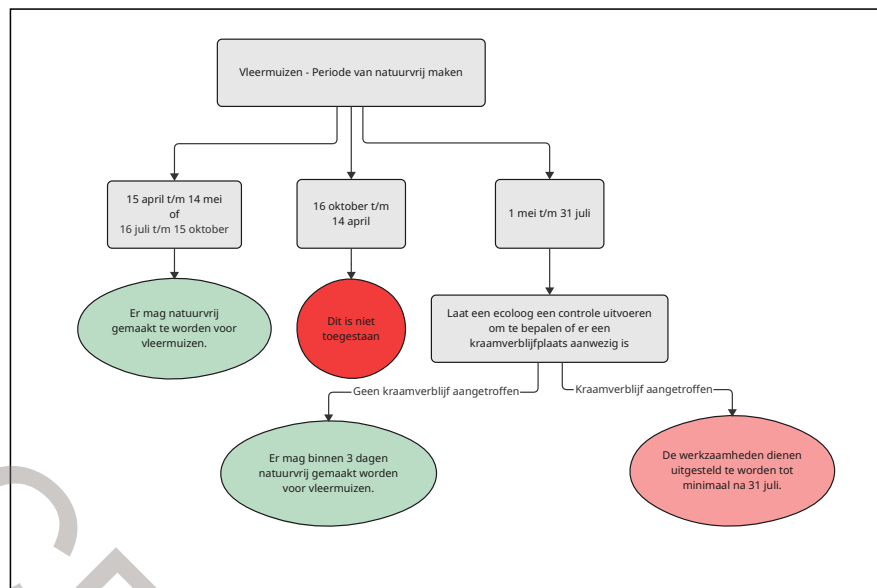 Vleermuizen - Periode van natuurvrij maken
15 april t/m 14 mei
of
16 juli t/m 15 oktober
16 oktober t/m
14 april
1 mei t/m 31 juli
Er mag natuurvrij
gemaakt te worden voor
vleermuizen.
Dit is niet
toegestaan
Laat een ecoloog een controle uitvoeren
om te bepalen of er een
kraamverblijfplaats aanwezig is
Geen kraamverblijf aangetroffen
Kraamverblijf aangetroffen
Er mag binnen 3 dagen
natuurvrij gemaakt worden
voor vleermuizen.
De werkzaamheden dienen
uitgesteld te worden tot
minimaal na 31 juli.